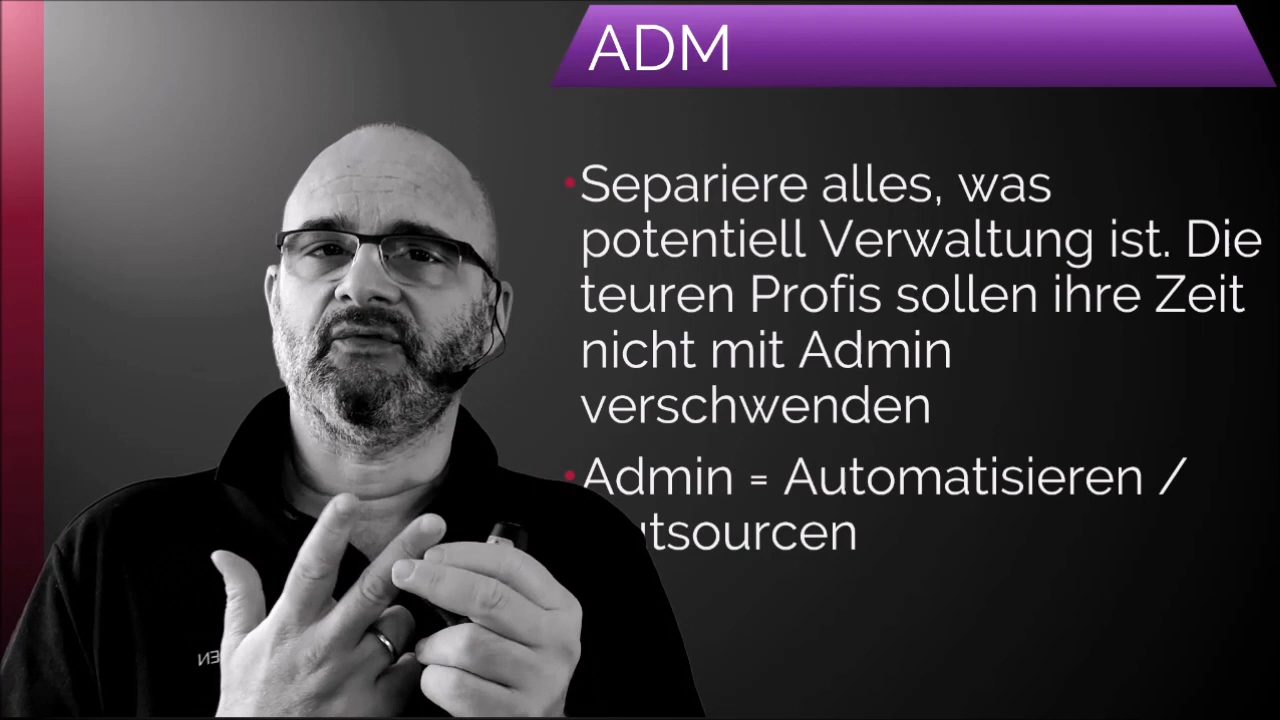 ADM
Separiere alles, was
potentiell Verwaltung ist. Die
teuren Profis sollen ihre Zeit
nicht mit Admin
verschwenden
Admin = Automatisieren /